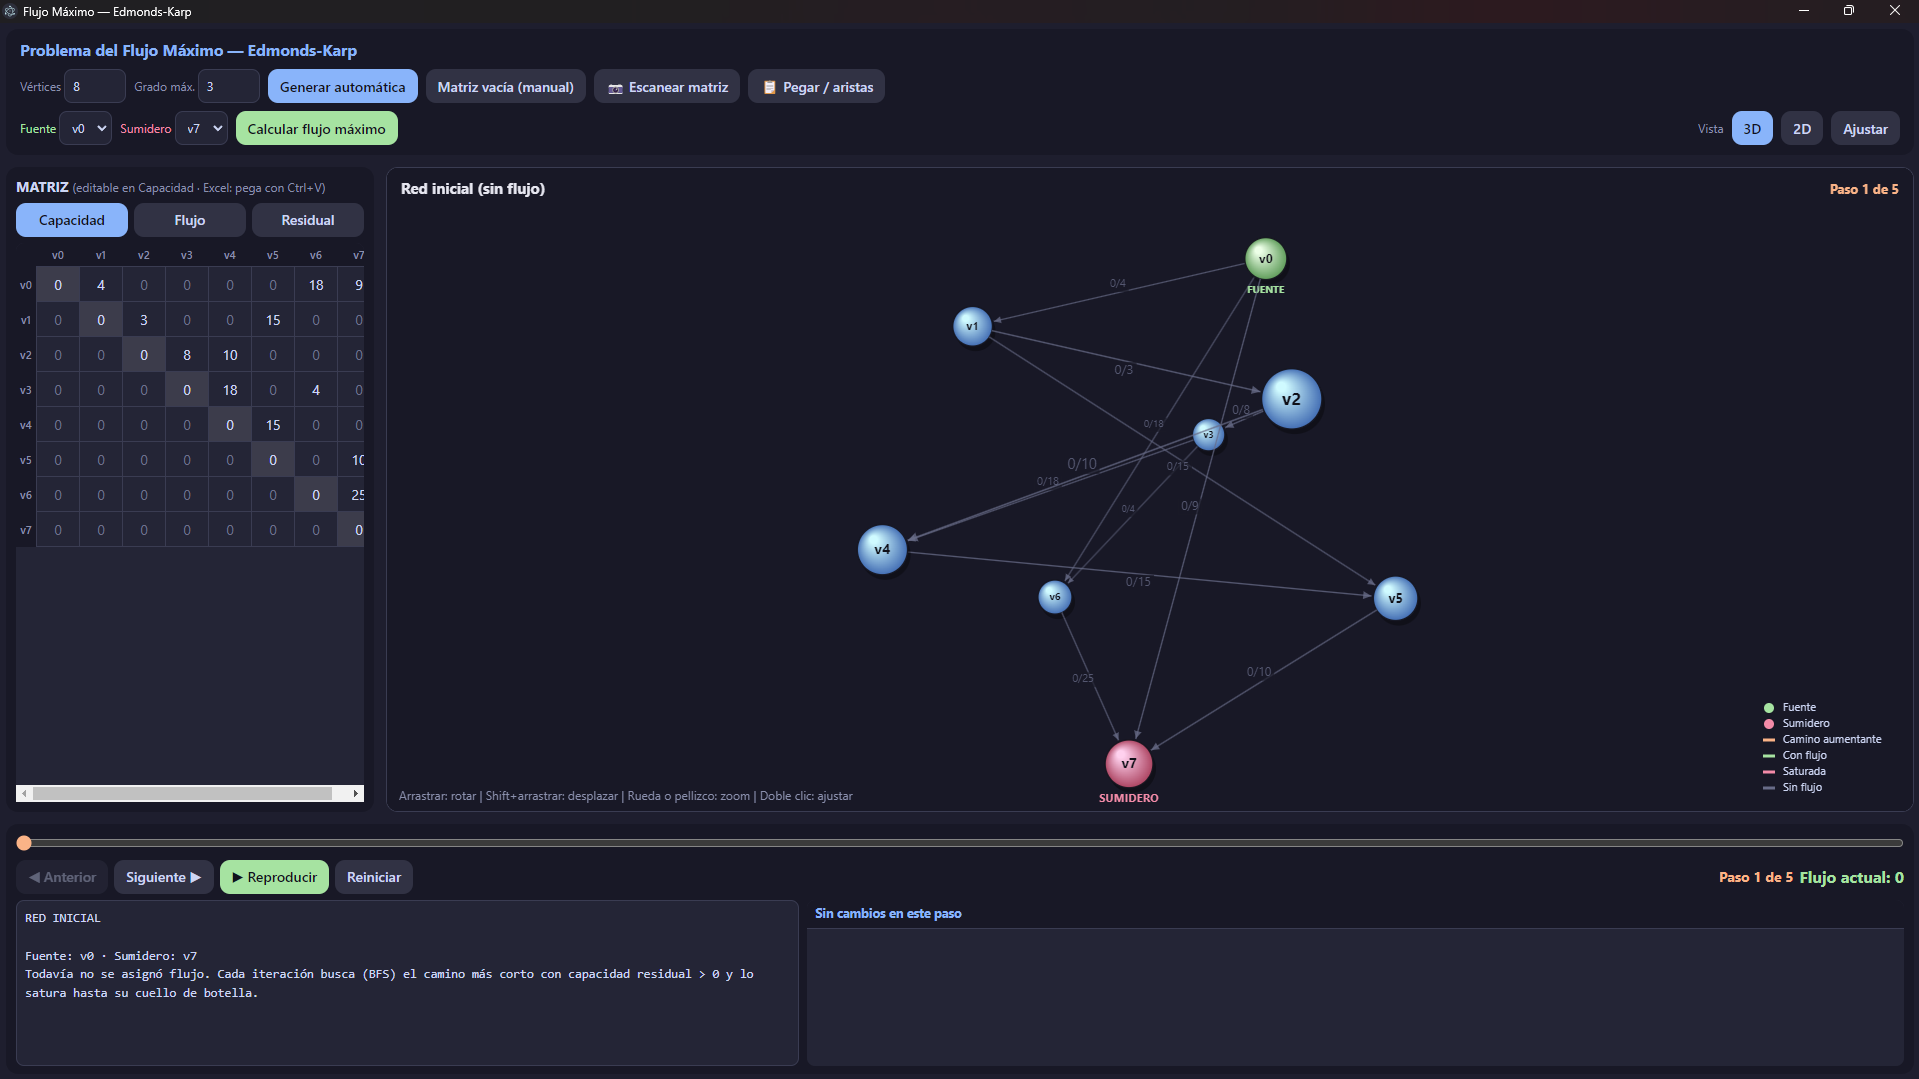 Flujo Máximo — Edmonds-Karp
Problema del Flujo Máximo — Edmonds-Karp
Vértices 8 Grado máx. 3 Generar automática Matriz vacía (manual) Escanear matriz Pegar / aristas
Fuente v0 Sumidero v7 Calcular flujo máximo Vista 3D 2D Ajustar
MATRIZ (editable en Capacidad · Excel: pega con Ctrl+V)
Capacidad Flujo Residual
v0 v1 v2 v3 v4 v5 v6 v7
v0 0 4 0 0 0 0 18 9
v1 0 0 3 0 0 15 0 0
v2 0 0 0 8 10 0 0 0
v3 0 0 0 0 18 0 4 0
v4 0 0 0 0 0 15 0 0
v5 0 0 0 0 0 0 0 10
v6 0 0 0 0 0 0 0 25
v7 0 0 0 0 0 0 0 0
Red inicial (sin flujo) Paso 1 de 5
v0
FUENTE
0/4
v1
0/3
v2
0/8
0/18
v3
0/10
0/15
0/18
0/9
0/4
v4
0/15
v6
v5
0/25
0/10
v7
SUMIDERO
Fuente
Sumidero
Camino aumentante
Con flujo
Saturada
Sin flujo
Arrastrar: rotar | Shift+arrastrar: desplazar | Rueda o pellizco: zoom | Doble clic: ajustar
◀ Anterior Siguiente ▶ ▶ Reproducir Reiniciar Paso 1 de 5 Flujo actual: 0
RED INICIAL
Fuente: v0 · Sumidero: v7
Todavía no se asignó flujo. Cada iteración busca (BFS) el camino más corto con capacidad residual > 0 y lo
satura hasta su cuello de botella.
Sin cambios en este paso